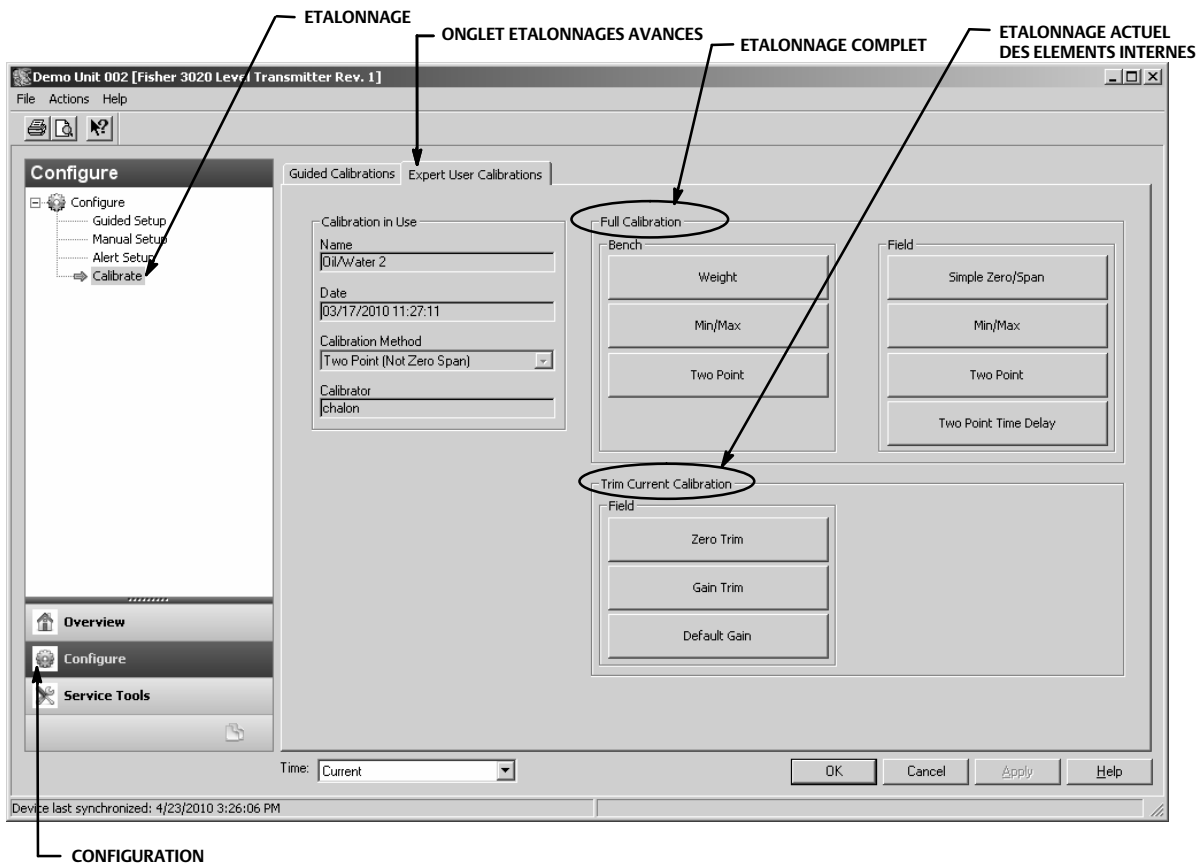 ETALONNAGE
ONGLET ETALONNAGES AVANCES
ETALONNAGE COMPLET
ETALONNAGE ACTUEL
DES ELEMENTS INTERNES
Demo Unit 002 [Fisher 3020 Level Transmitter Rev. 1]
File Actions Help
Configure
Configure
Guided Setup
Manual Setup
Alert Setup
Calibrate
Overview
Configure
Service Tools
Guided Calibrations
Expert User Calibrations
Calibration in Use
Name
Oil/Water 2
Date
03/17/2010 11:27:11
Calibration Method
Two Point (Not Zero Span)
Calibrator
chalon
Full Calibration
Bench
Weight
Min/Max
Two Point
Field
Simple Zero/Span
Min/Max
Two Point
Two Point Time Delay
Trim Current Calibration
Field
Zero Trim
Gain Trim
Default Gain
Time: Current
OK
Cancel
Apply
Help
Device last synchronized: 4/23/2010 3:26:06 PM
CONFIGURATION